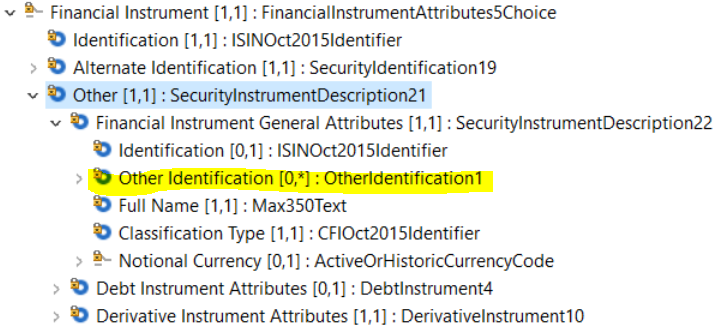 Financial Instrument [1,1] : FinancialInstrumentAttributes5Choice
Identification [1,1] : ISINOct2015Identifier
Alternate Identification [1,1] : SecurityIdentification19
Other [1,1] : SecurityInstrumentDescription21
Financial Instrument General Attributes [1,1] : SecurityInstrumentDescription22
Identification [0,1] : ISINOct2015Identifier
Other Identification [0,*] : OtherIdentification1
Full Name [1,1] : Max350Text
Classification Type [1,1] : CFIOct2015Identifier
Notional Currency [0,1] : ActiveOrHistoricCurrencyCode
Debt Instrument Attributes [0,1] : DebtInstrument4
Derivative Instrument Attributes [1,1] : DerivativeInstrument10